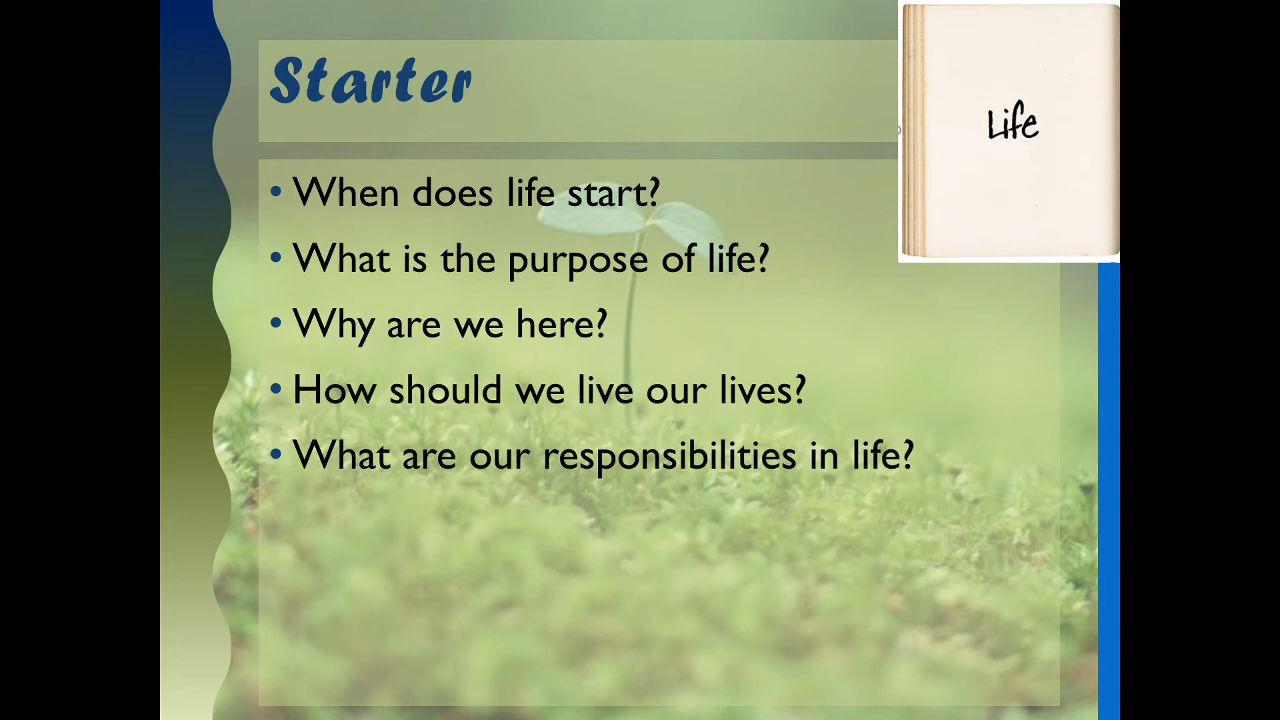 Starter
Life
• When does life start?
• What is the purpose of life?
• Why are we here?
• How should we live our lives?
• What are our responsibilities in life?